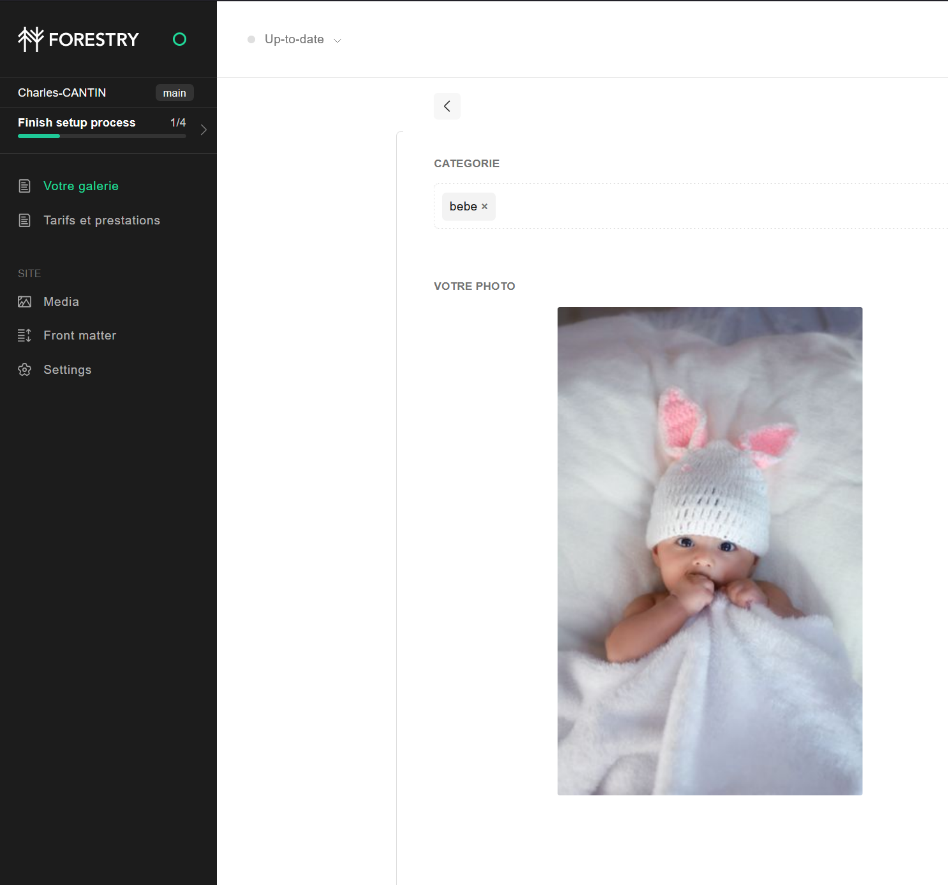 FORESTRY
Up-to-date
Charles-CANTIN main
Finish setup process 1/4
Votre galerie
Tarifs et prestations
SITE
Media
Front matter
Settings
CATEGORIE
bebe ×
VOTRE PHOTO